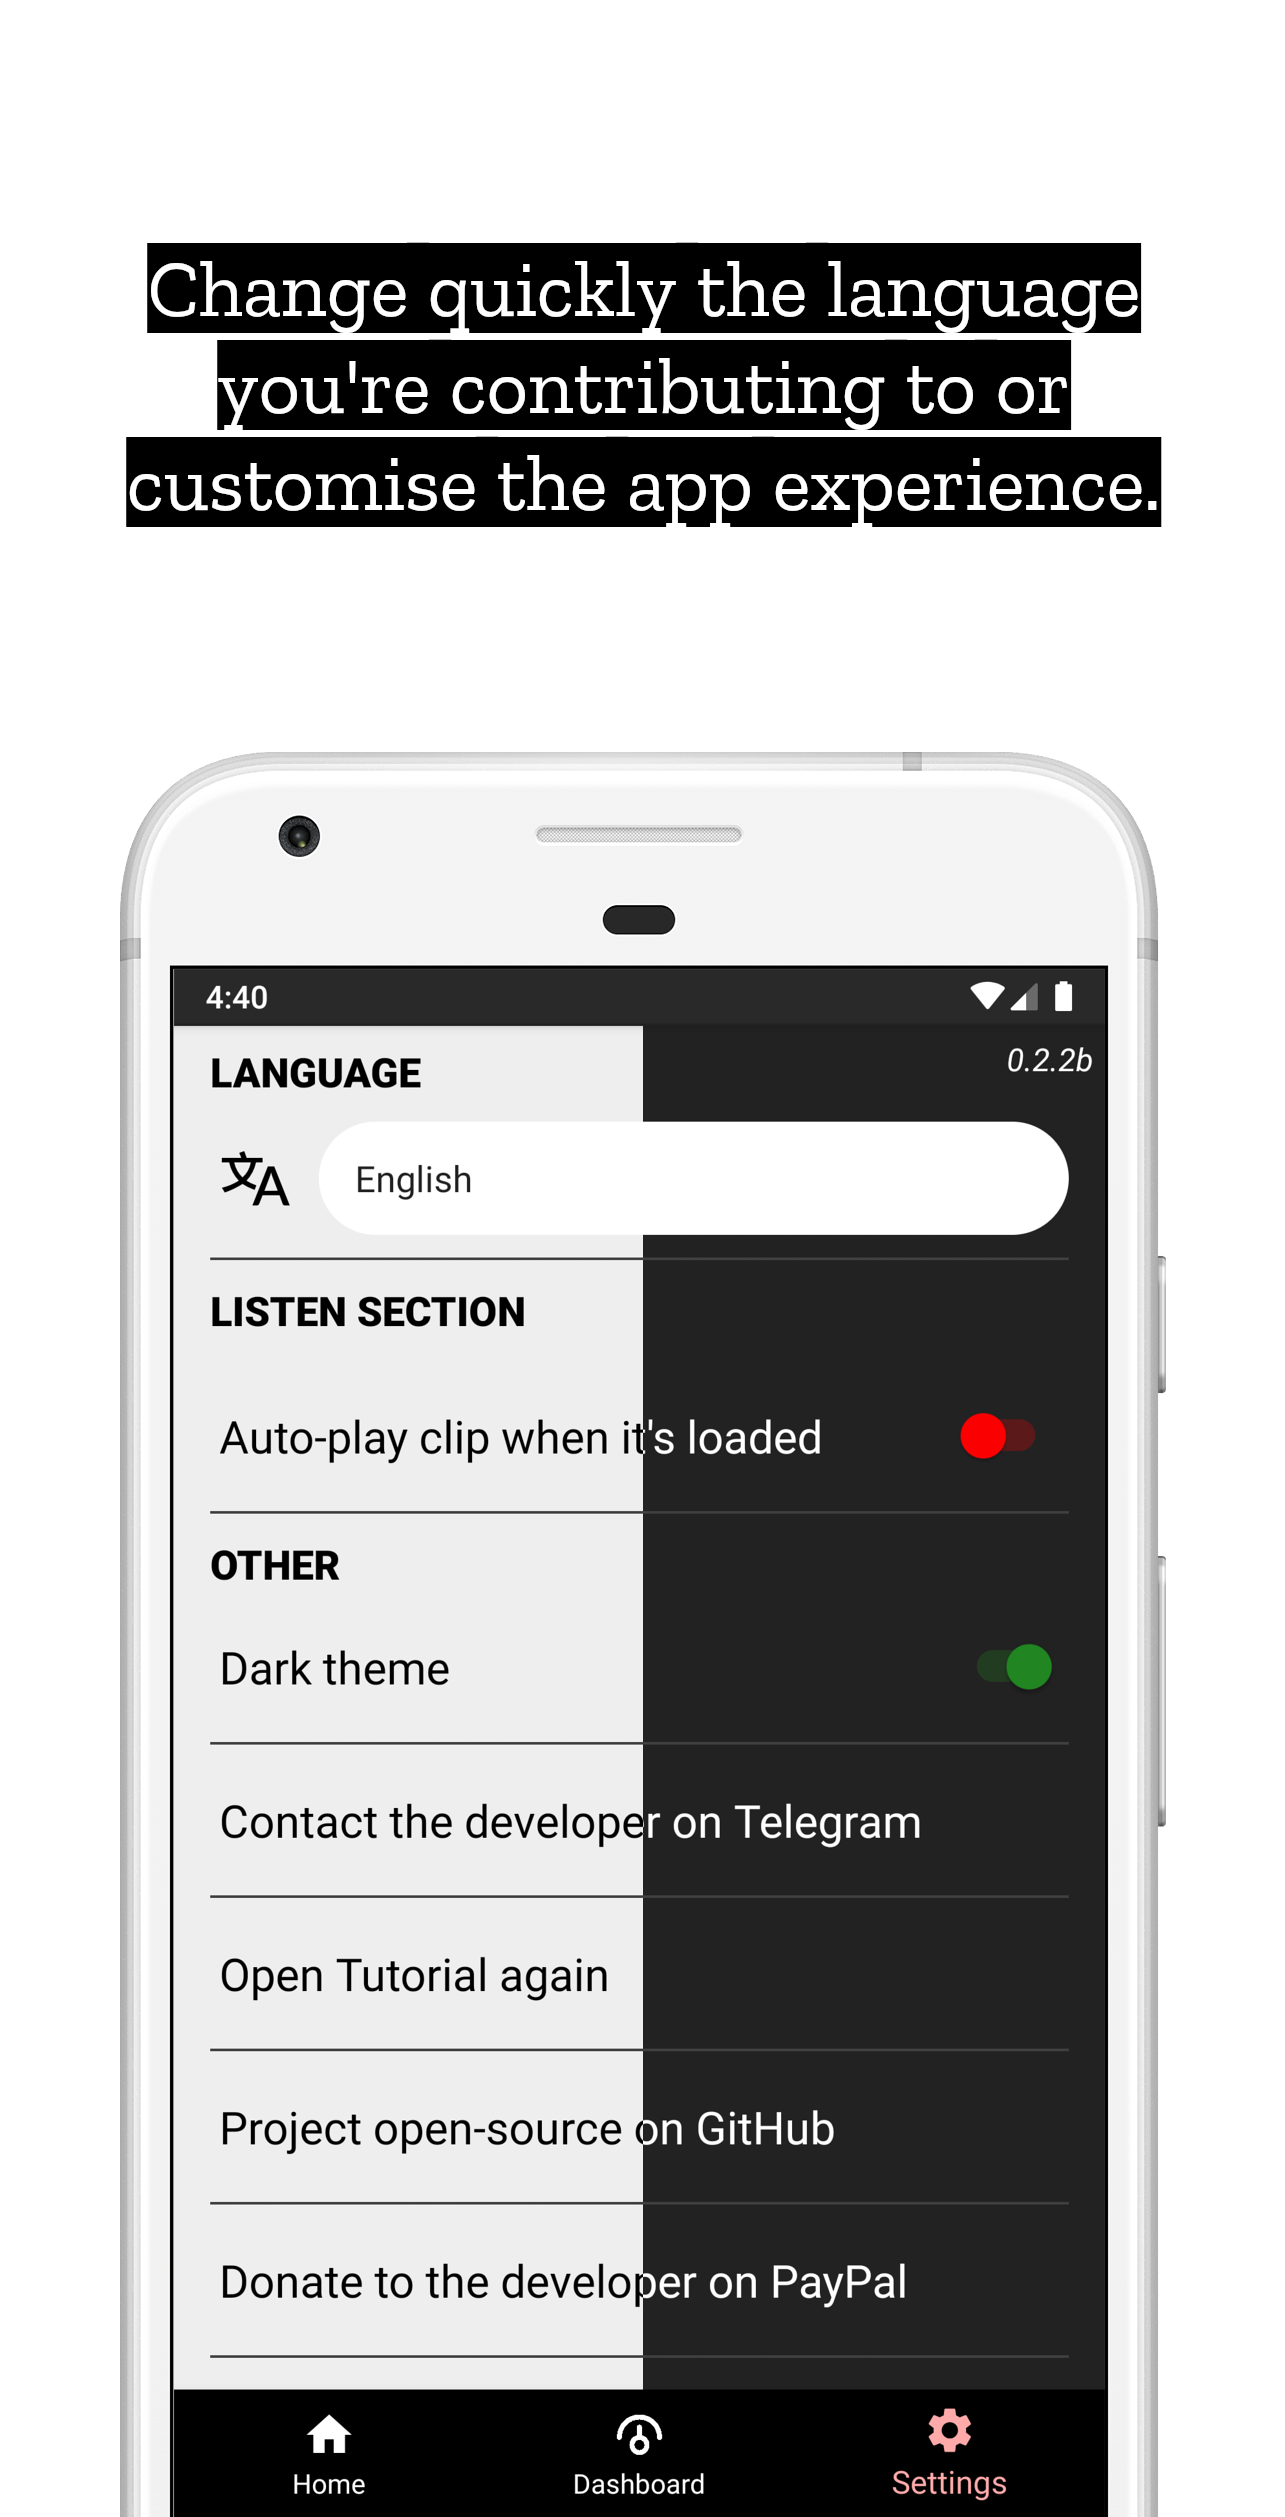 Change quickly the language
you're contributing to or
customise the app experience.
4:40
0.2.2b
LANGUAGE
文A
English
LISTEN SECTION
Auto-play clip when it's loaded
OTHER
Dark theme
Contact the developer on Telegram
Open Tutorial again
Project open-source on GitHub
Donate to the developer on PayPal
Home
Dashboard
Settings